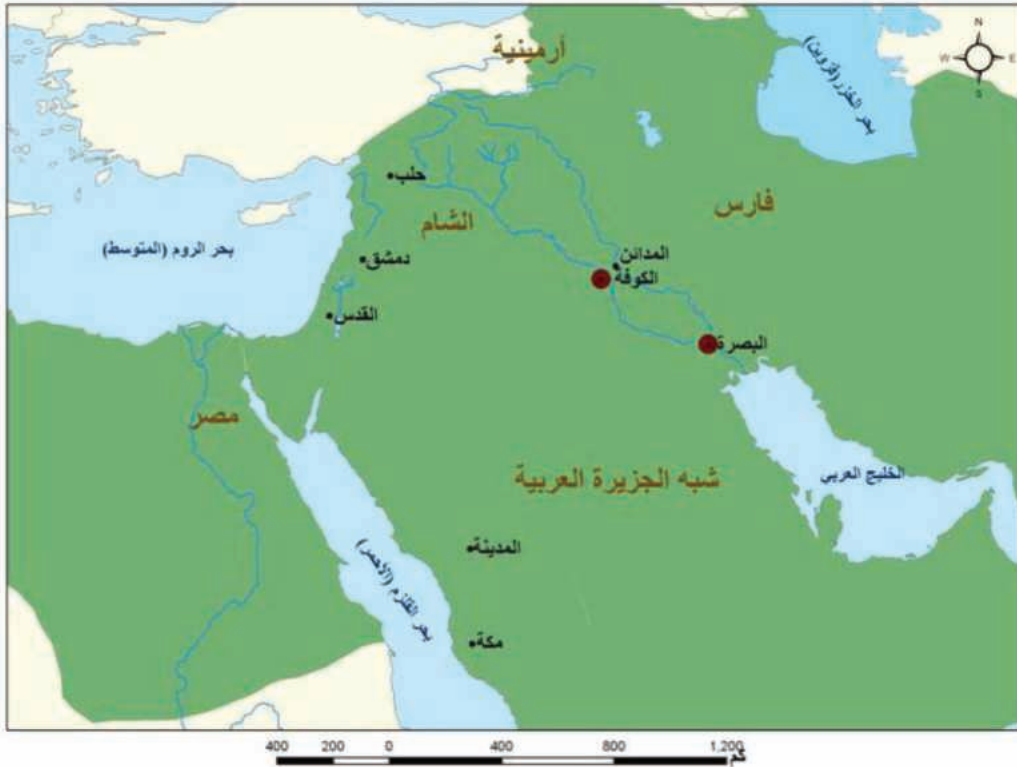 أرمينية
N
W E
S
بحر الخزر (قزوين)
حلب
فارس
الشام
بحر الروم (المتوسط)
دمشق
المدائن
الكوفة
القدس
البصرة
مصر
شبه الجزيرة العربية
الخليج العربي
المدينة
بحر القلزم (الأحمر)
مكة
400 200 0 400 800 1,200
كم